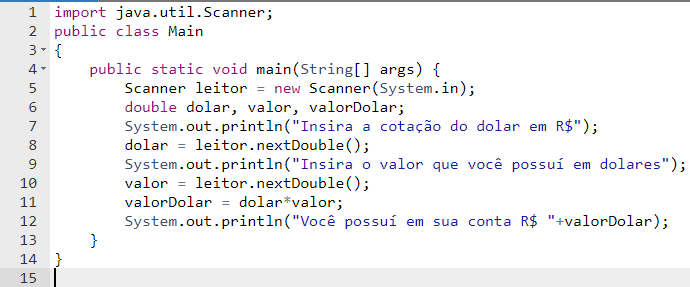 1 import java.util.Scanner;
2 public class Main
3 {
4 public static void main(String[] args) {
5 Scanner leitor = new Scanner(System.in);
6 double dolar, valor, valorDolar;
7 System.out.println("Insira a cotação do dolar em R$");
8 dolar = leitor.nextDouble();
9 System.out.println("Insira o valor que você possuí em dolares");
10 valor = leitor.nextDouble();
11 valorDolar = dolar*valor;
12 System.out.println("Você possuí em sua conta R$ "+valorDolar);
13 }
14 }
15